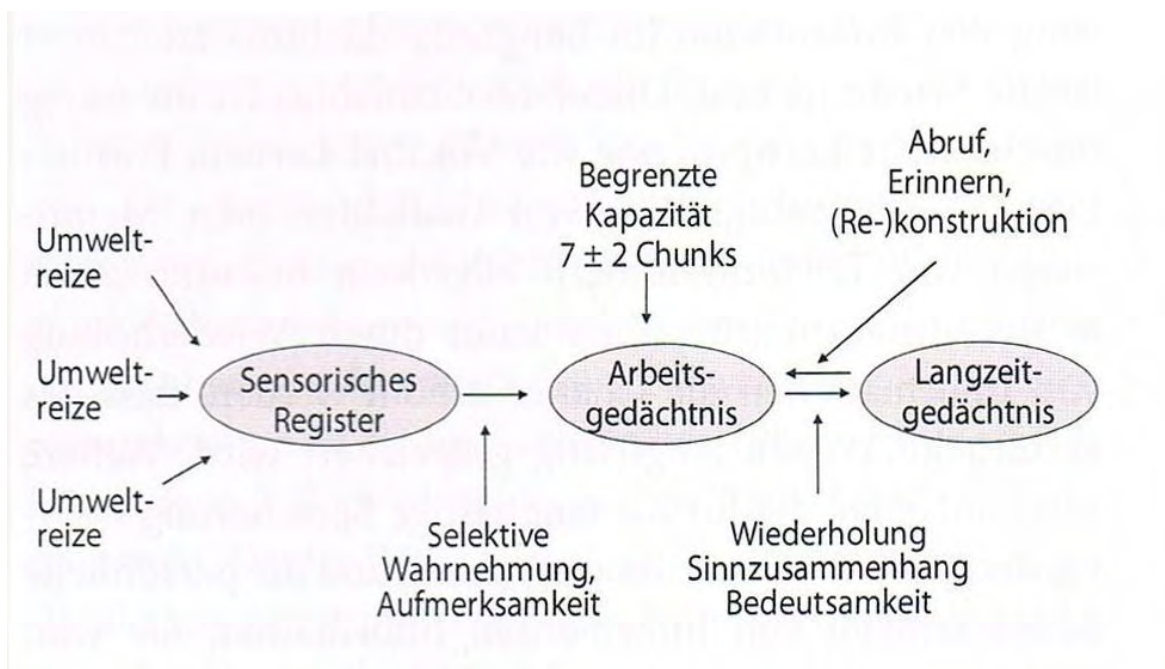 Umwelt-
reize
Umwelt-
reize
Umwelt-
reize
Sensorisches
Register
Selektive
Wahrnehmung,
Aufmerksamkeit
Begrenzte
Kapazität
7 ± 2 Chunks
Arbeits-
gedächtnis
Abruf,
Erinnern,
(Re-)konstruktion
Wiederholung
Sinnzusammenhang
Bedeutsamkeit
Langzeit-
gedächtnis